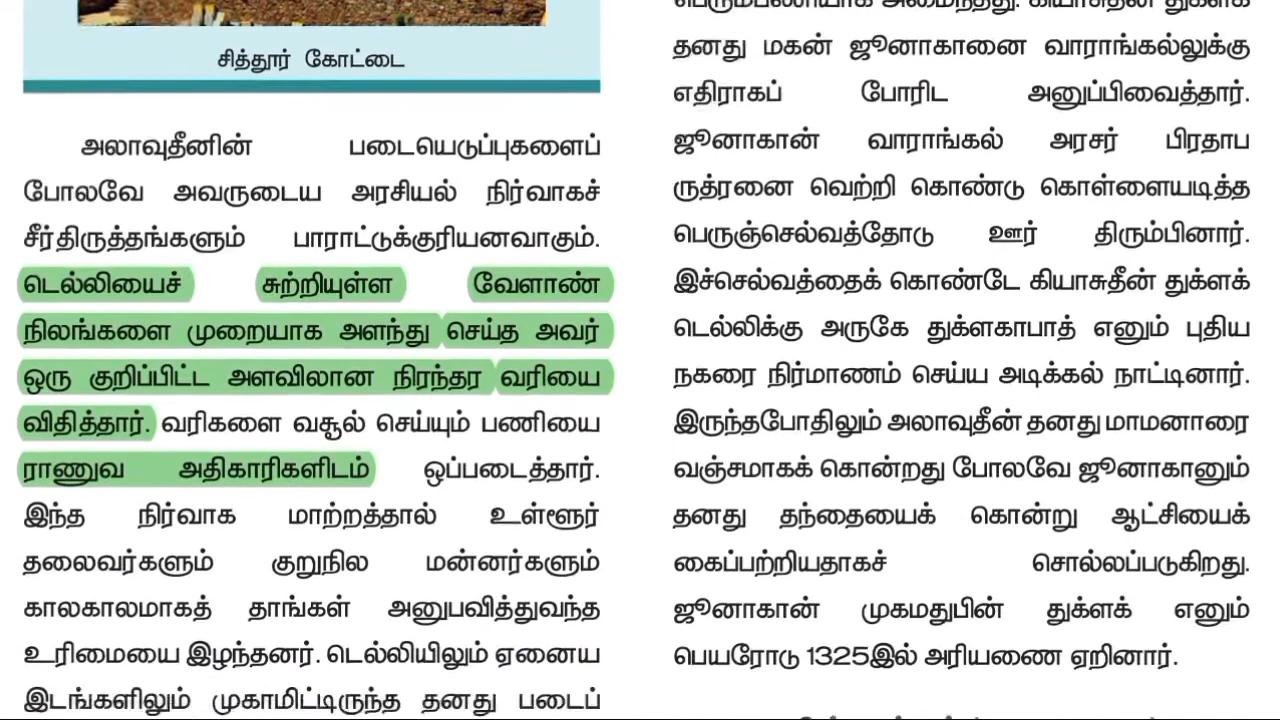 சித்தூர் கோட்டை
அலாவுதீனின் படையெடுப்புகளைப்
போலவே அவருடைய அரசியல் நிர்வாகச்
சீர்திருத்தங்களும் பாராட்டுக்குரியனவாகும்.
டெல்லியைச் சுற்றியுள்ள வேளாண்
நிலங்களை முறையாக அளந்து செய்த அவர்
ஒரு குறிப்பிட்ட அளவிலான நிரந்தர வரியை
விதித்தார். வரிகளை வசூல் செய்யும் பணியை
ராணுவ அதிகாரிகளிடம் ஒப்படைத்தார்.
இந்த நிர்வாக மாற்றத்தால் உள்ளூர்
தலைவர்களும் குறுநில மன்னர்களும்
காலகாலமாகத் தாங்கள் அனுபவித்துவந்த
உரிமையை இழந்தனர். டெல்லியிலும் ஏனைய
இடங்களிலும் முகாமிட்டிருந்த தனது படைப்
பெரும்பணியாக அமைந்தது. கியாசுதீன் துக்ளக்
தனது மகன் ஜூனாகானை வாராங்கல்லுக்கு
எதிராகப் போரிட அனுப்பிவைத்தார்.
ஜூனாகான் வாராங்கல் அரசர் பிரதாப
ருத்ரனை வெற்றி கொண்டு கொள்ளையடித்த
பெருஞ்செல்வத்தோடு ஊர் திரும்பினார்.
இச்செல்வத்தைக் கொண்டே கியாசுதீன் துக்ளக்
டெல்லிக்கு அருகே துக்ளகாபாத் எனும் புதிய
நகரை நிர்மாணம் செய்ய அடிக்கல் நாட்டினார்.
இருந்தபோதிலும் அலாவுதீன் தனது மாமனாரை
வஞ்சமாகக் கொன்றது போலவே ஜூனாகானும்
தனது தந்தையைக் கொன்று ஆட்சியைக்
கைப்பற்றியதாகச் சொல்லப்படுகிறது.
ஜூனாகான் முகமதுபின் துக்ளக் எனும்
பெயரோடு 1325இல் அரியணை ஏறினார்.